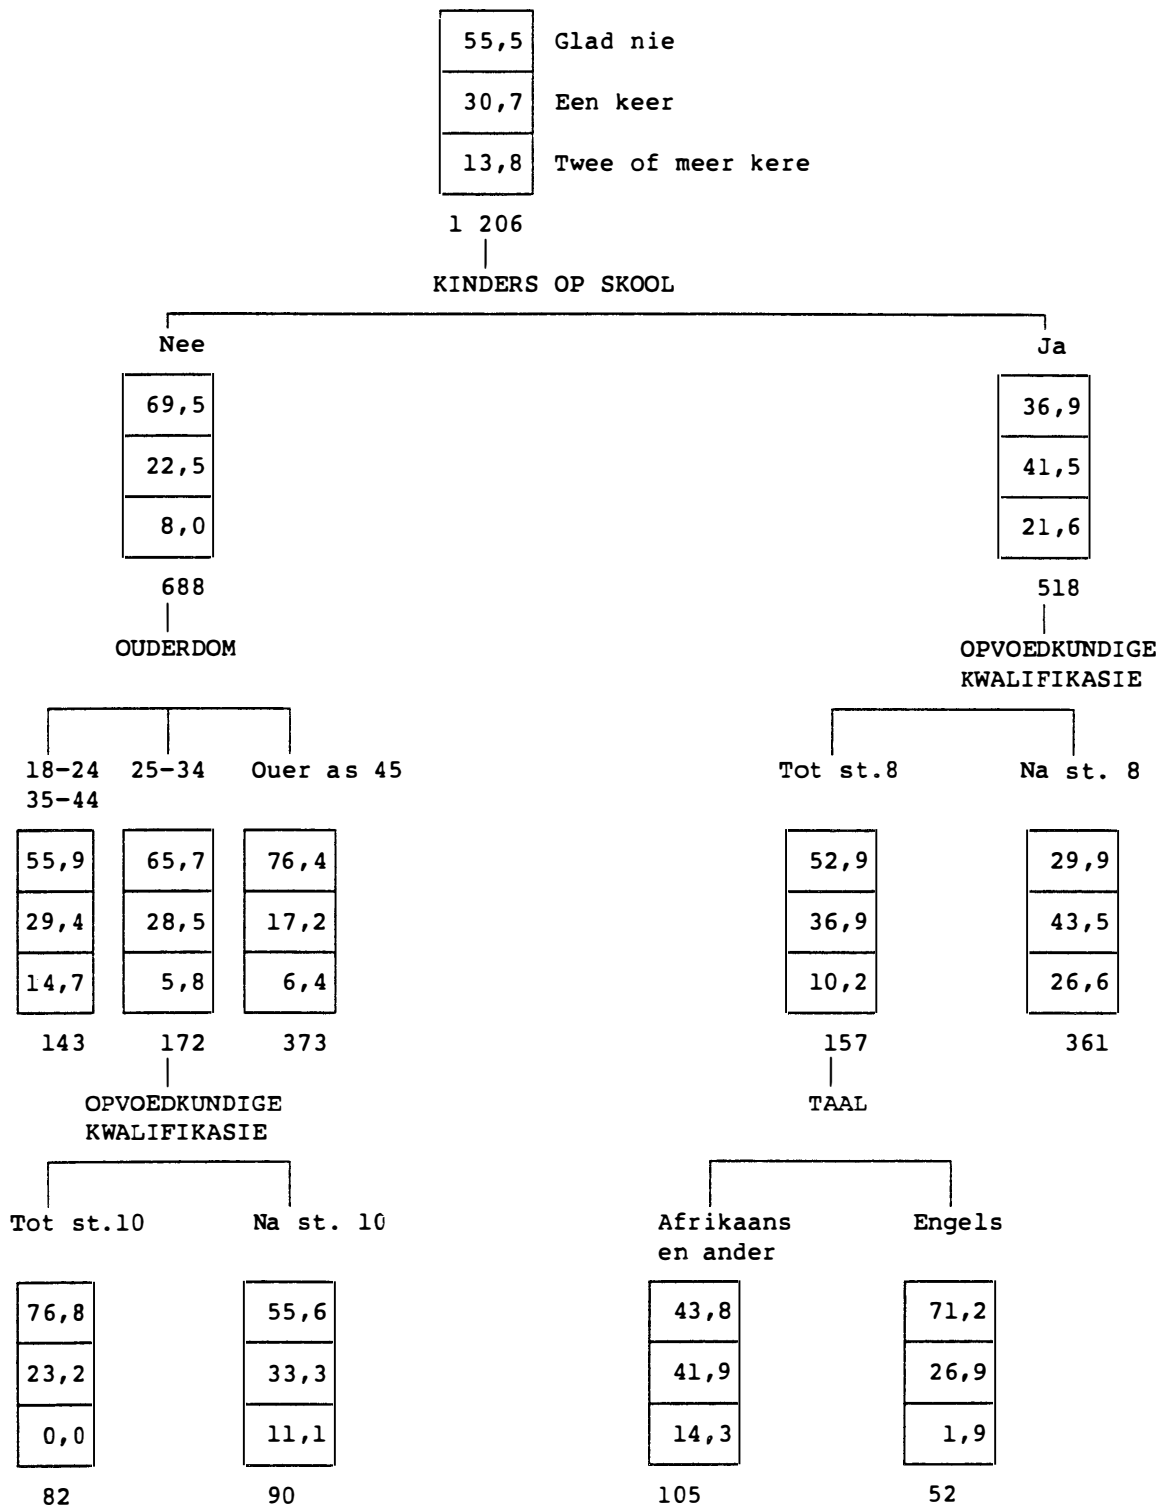 55,5 Glad nie
30,7 Een keer
13,8 Twee of meer kere
1 206
KINDERS OP SKOOL
Nee Ja
69,5 36,9
22,5 41,5
8,0 21,6
688 518
OUDERDOM OPVOEDKUNDIGE
KWALIFIKASIE
18-24 25-34 Ouer as 45 Tot st.8 Na st. 8
35-44
55,9 65,7 76,4 52,9 29,9
29,4 28,5 17,2 36,9 43,5
14,7 5,8 6,4 10,2 26,6
143 172 373 157 361
OPVOEDKUNDIGE TAAL
KWALIFIKASIE
Tot st.10 Na st. 10 Afrikaans Engels
en ander
76,8 55,6 43,8 71,2
23,2 33,3 41,9 26,9
0,0 11,1 14,3 1,9
82 90 105 52